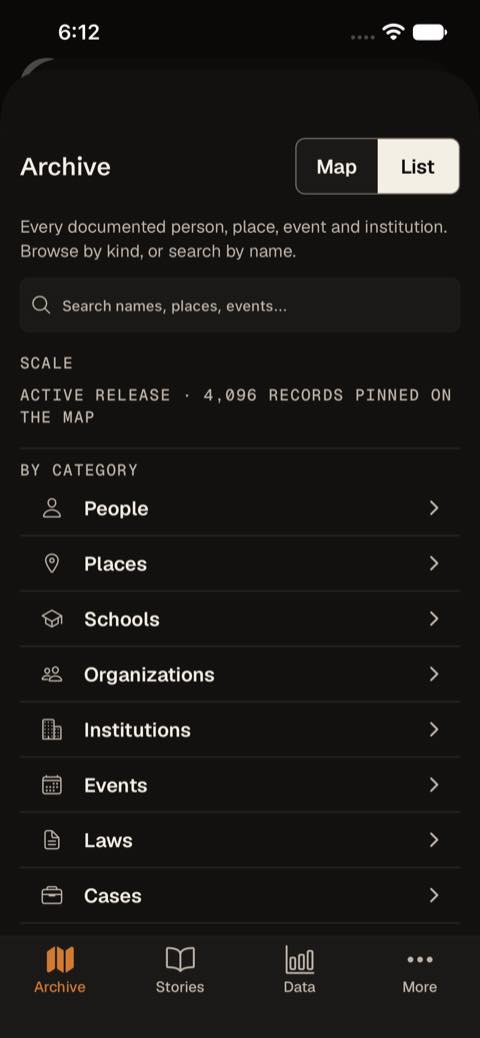 6:12
Archive
Map
List
Every documented person, place, event and institution.
Browse by kind, or search by name.
Search names, places, events...
SCALE
ACTIVE RELEASE · 4,096 RECORDS PINNED ON
THE MAP
BY CATEGORY
People
Places
Schools
Organizations
Institutions
Events
Laws
Cases
Archive
Stories
Data
More